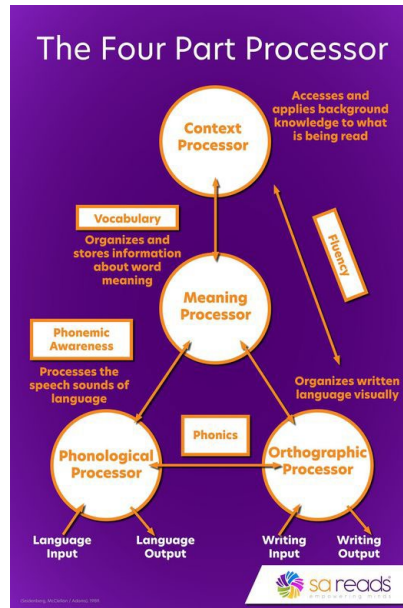 The Four Part Processor
Accesses and
applies background
knowledge to what
is being read
Context
Processor
Vocabulary
Organizes and
stores information
about word
meaning
Fluency
Meaning
Processor
Phonemic
Awareness
Processes the
speech sounds of
language
Organizes written
language visually
Phonics
Phonological
Processor
Orthographic
Processor
Language
Input
Language
Output
Writing
Input
Writing
Output
sa reads
empowering minds